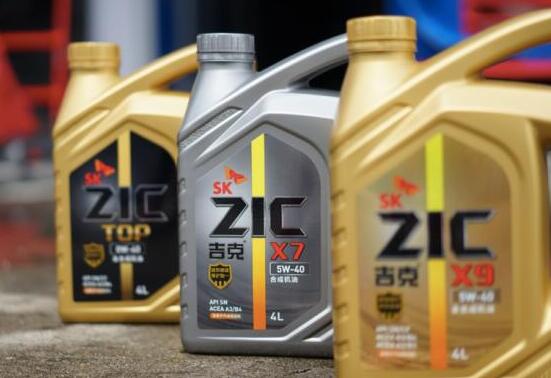 SK
ZIC
TOP
5W-40
4L
SK
ZIC
吉克 X7
5W-40
合成机油
API SN
ACEA A3/B4
4L
SK
ZIC
吉克 X9
5W-40
4L